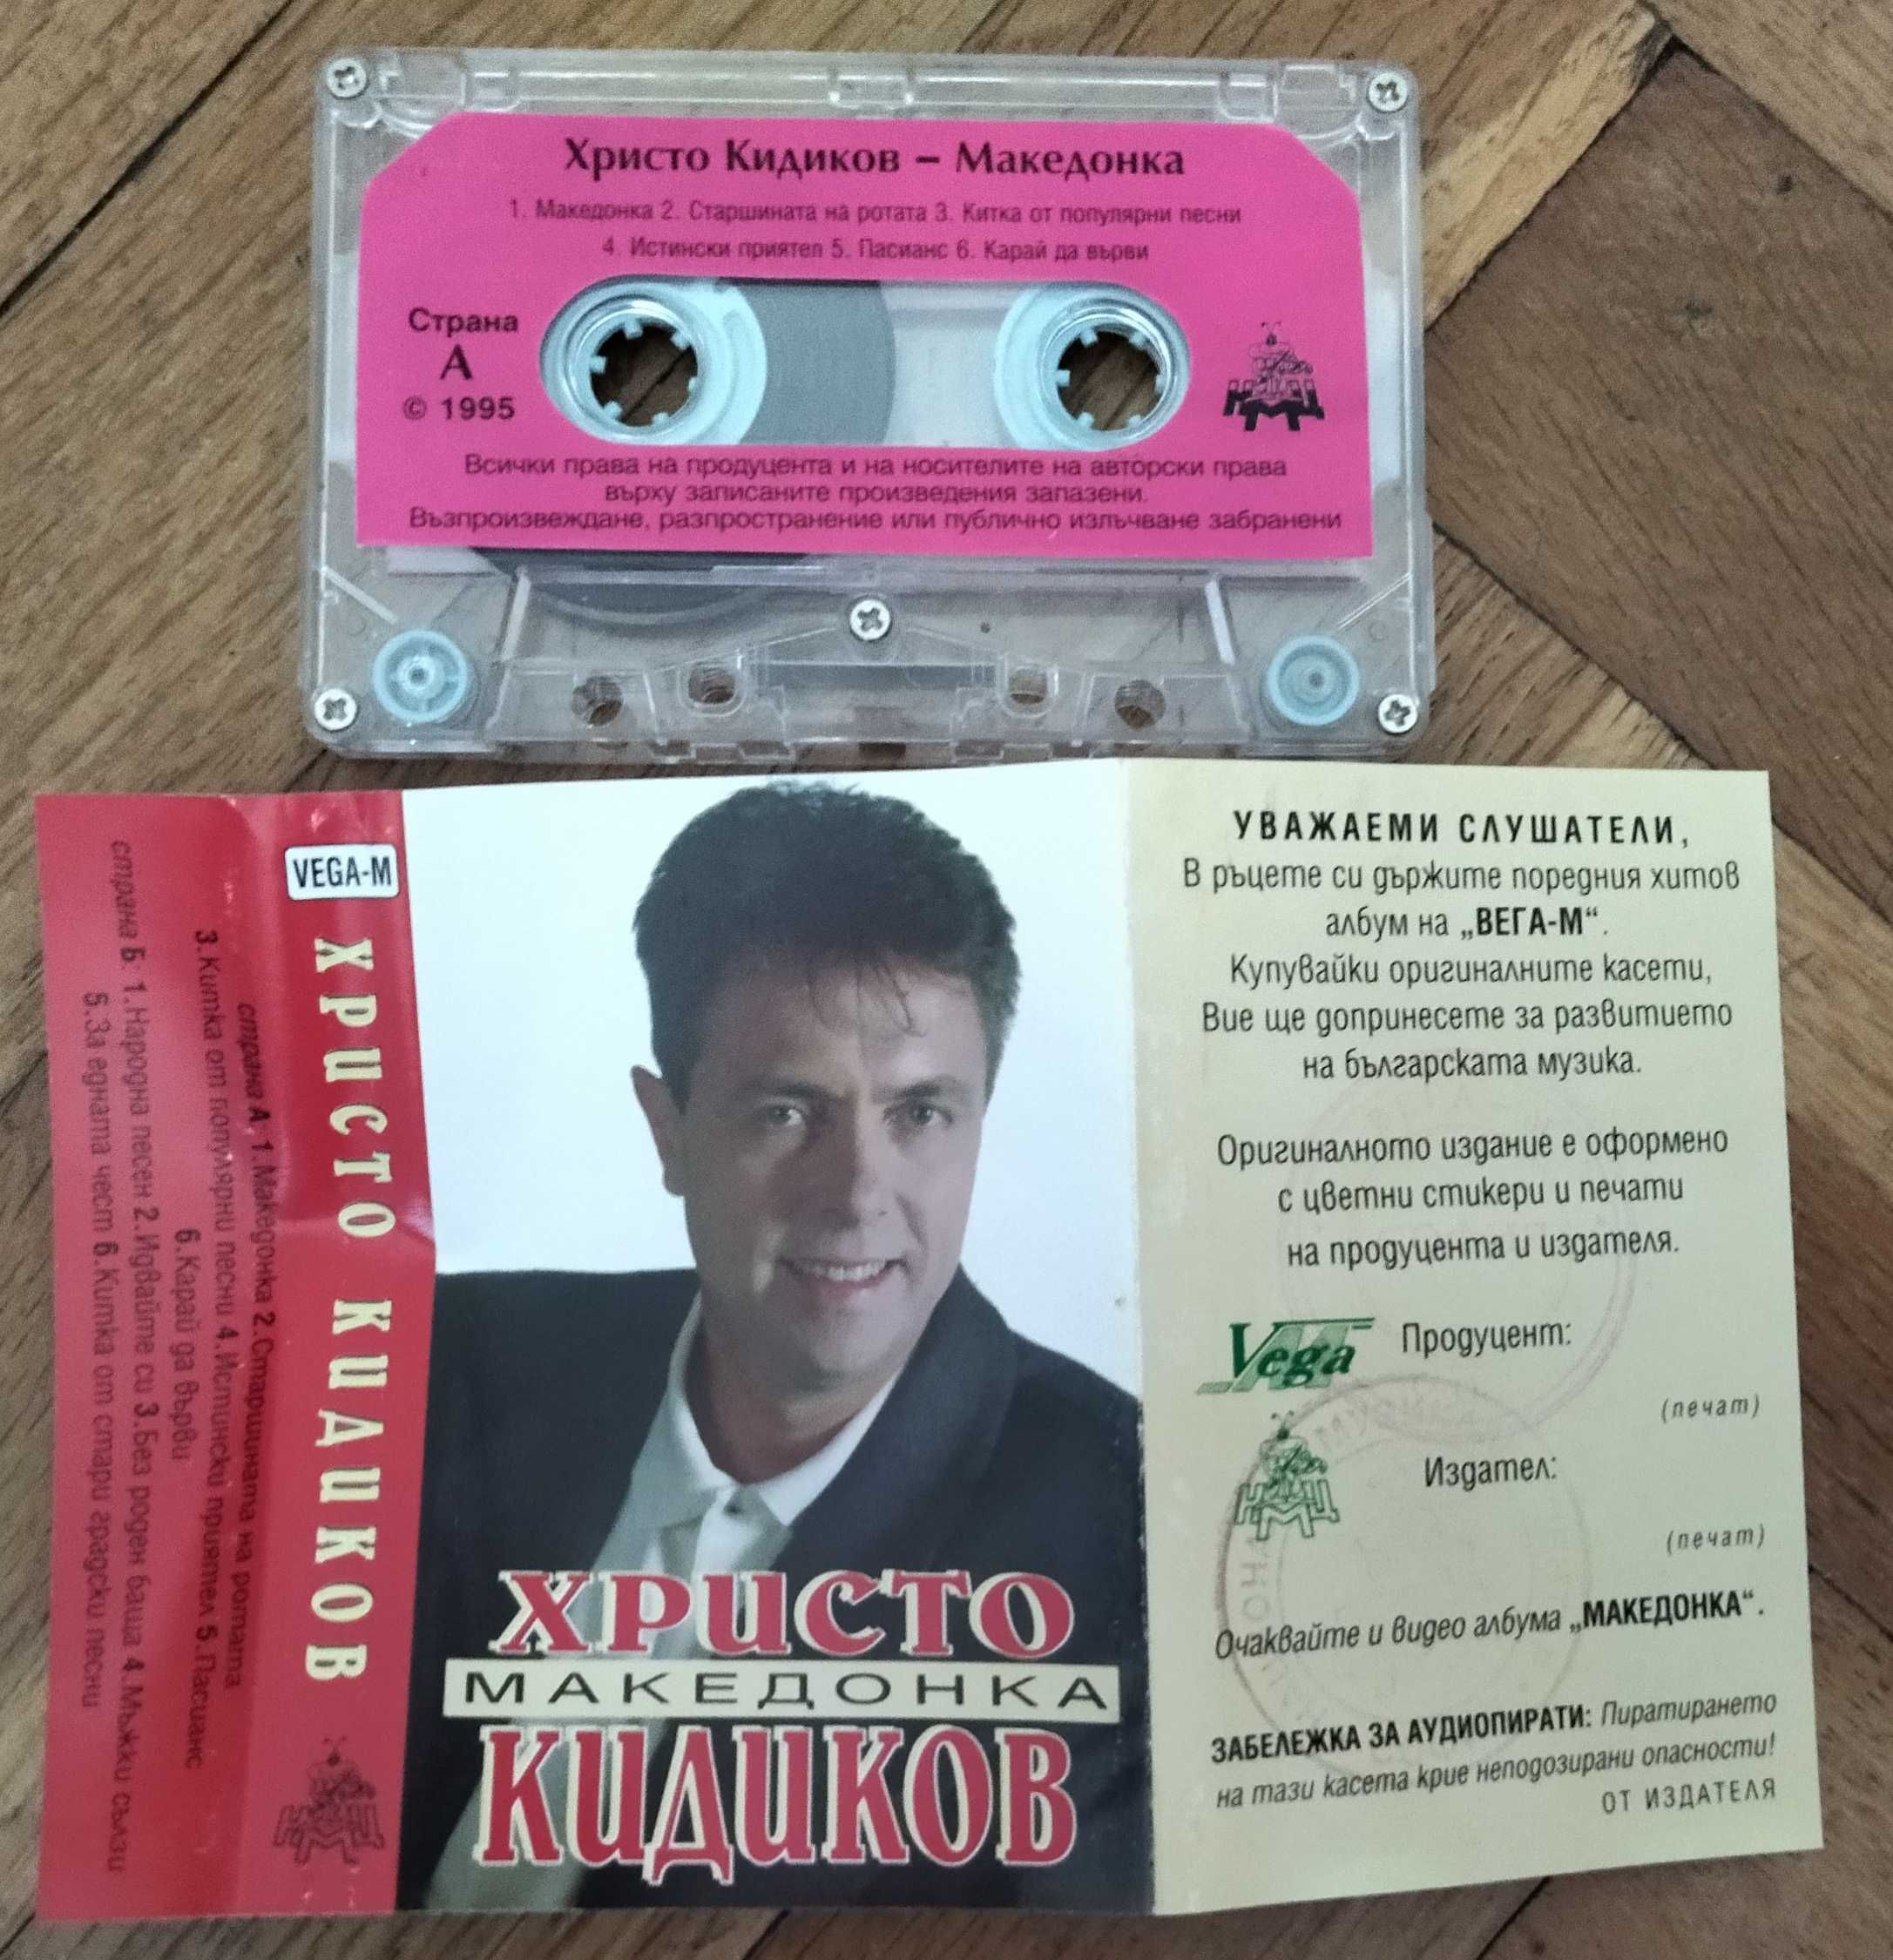 Христо Кидиков – Македонка
1. Македонка 2. Старшината на ротата 3. Китка от популярни песни
4. Истински приятел 5. Пасианс 6. Карай да върви
Страна
А
© 1995
НМЦ
Всички права на продуцента и на носителите на авторски права
върху записаните произведения запазени.
Възпроизвеждане, разпространение или публично излъчване забранени
VEGA-M
ХРИСТО КИДИКОВ
НМЦ
страна А 1.Македонка 2.Старшината на ротата
3.Китка от популярни песни 4.Истински приятел 5.Пасианс
6.Карай да върви
страна Б 1.Народна песен 2.Идвайте си 3.Без роден баща 4.Мъжки сълзи
5.За едната чест 6.Китка от стари градски песни
ХРИСТО
МАКЕДОНКА
КИДИКОВ
УВАЖАЕМИ СЛУШАТЕЛИ,
В ръцете си държите поредния хитов
албум на „ВЕГА-М“.
Купувайки оригиналните касети,
Вие ще допринесете за развитието
на българската музика.
Оригиналното издание е оформено
с цветни стикери и печати
на продуцента и издателя.
Vega M
Продуцент:
(печат)
НМЦ
Издател:
(печат)
Очаквайте и видео албума „МАКЕДОНКА“.
ЗАБЕЛЕЖКА ЗА АУДИОПИРАТИ: Пиратирането
на тази касета крие неподозирани опасности!
ОТ ИЗДАТЕЛЯ